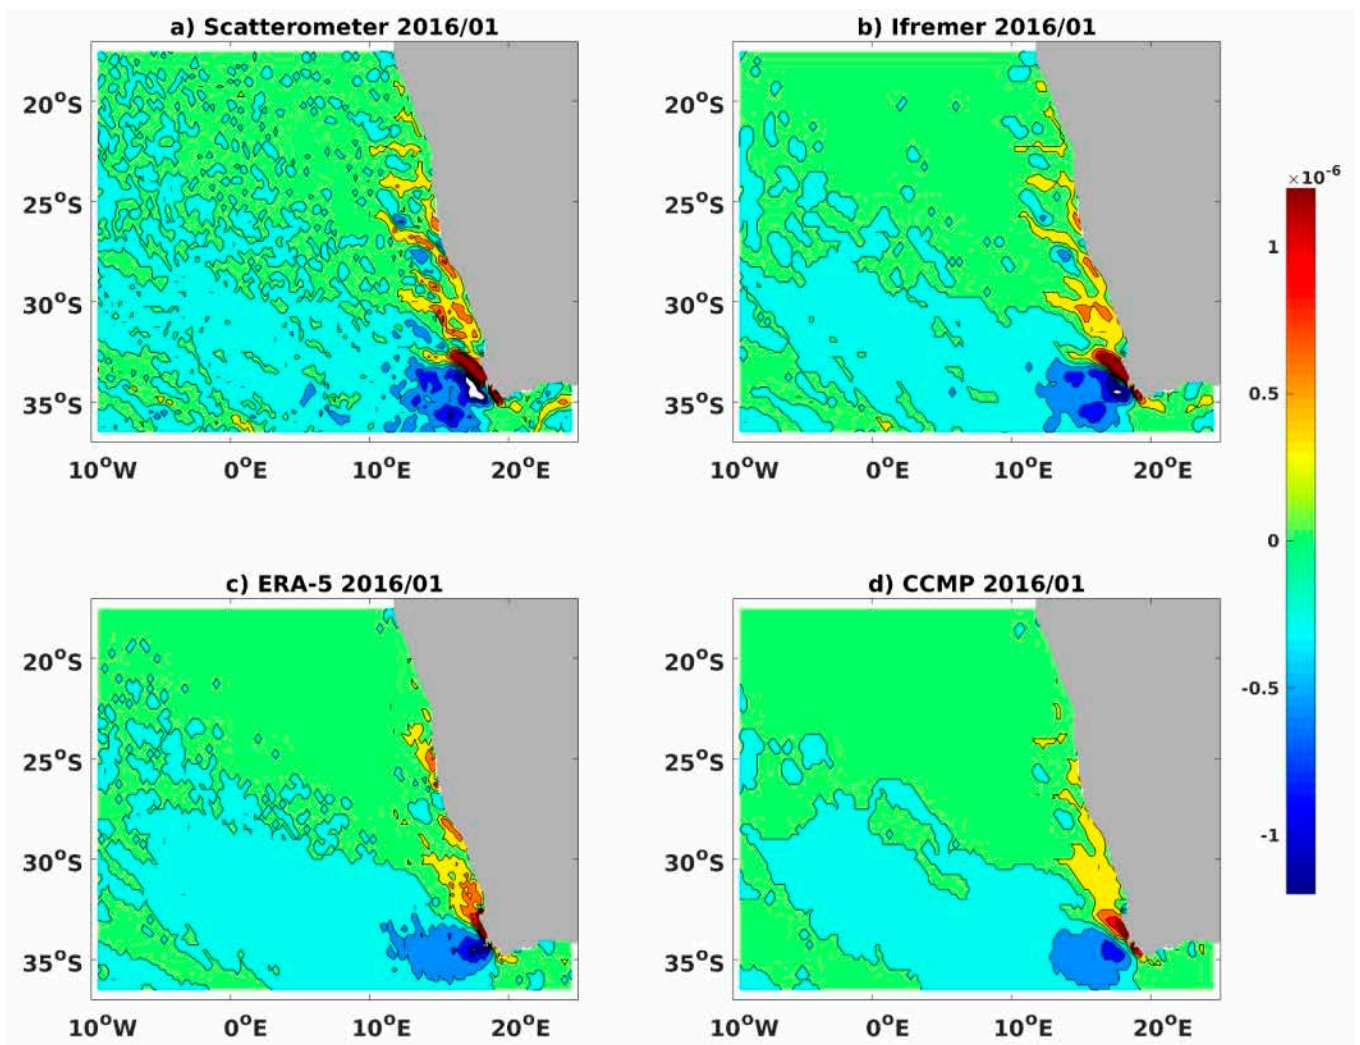 a) Scatterometer 2016/01
b) Ifremer 2016/01
20°S
25°S
30°S
35°S
10°W 0°E 10°E 20°E
20°S
25°S
30°S
35°S
10°W 0°E 10°E 20°E
×10-6
1
0.5
0
-0.5
-1
c) ERA-5 2016/01
d) CCMP 2016/01
20°S
25°S
30°S
35°S
10°W 0°E 10°E 20°E
20°S
25°S
30°S
35°S
10°W 0°E 10°E 20°E